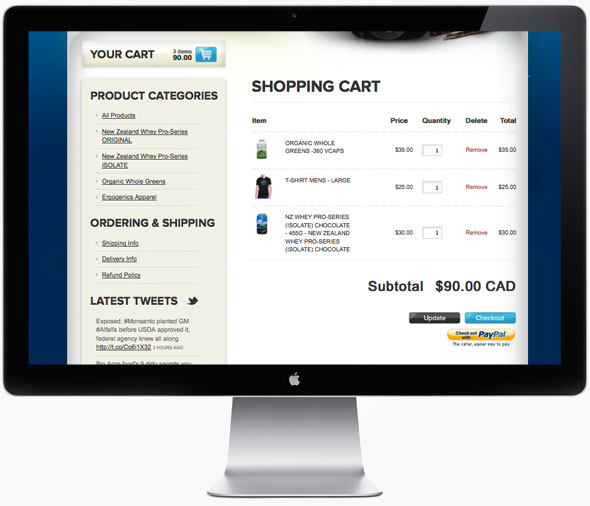 YOUR CART
3 items
90.00
PRODUCT CATEGORIES
All Products
New Zealand Whey Pro-Series
ORIGINAL
New Zealand Whey Pro-Series
ISOLATE
Organic Whole Greens
Ergogenics Apparel
ORDERING & SHIPPING
Shipping Info
Delivery Info
Refund Policy
LATEST TWEETS
Exposed: #Monsanto planted GM
#Alfalfa before USDA approved it,
federal agency knew all along
http://t.co/Co6i1X32 2 HOURS AGO
Big Agra-food's 9 dirty secrets you
SHOPPING CART
Item Price Quantity Delete Total
ORGANIC WHOLE
GREENS -360 VCAPS
$35.00 1 Remove $35.00
T-SHIRT MENS - LARGE $25.00 1 Remove $25.00
NZ WHEY PRO-SERIES
(ISOLATE) CHOCOLATE
- 455G - NEW ZEALAND
WHEY PRO-SERIES
(ISOLATE) CHOCOLATE
$30.00 1 Remove $30.00
Subtotal $90.00 CAD
Update Checkout
Check out
with PayPal
The safer, easier way to pay